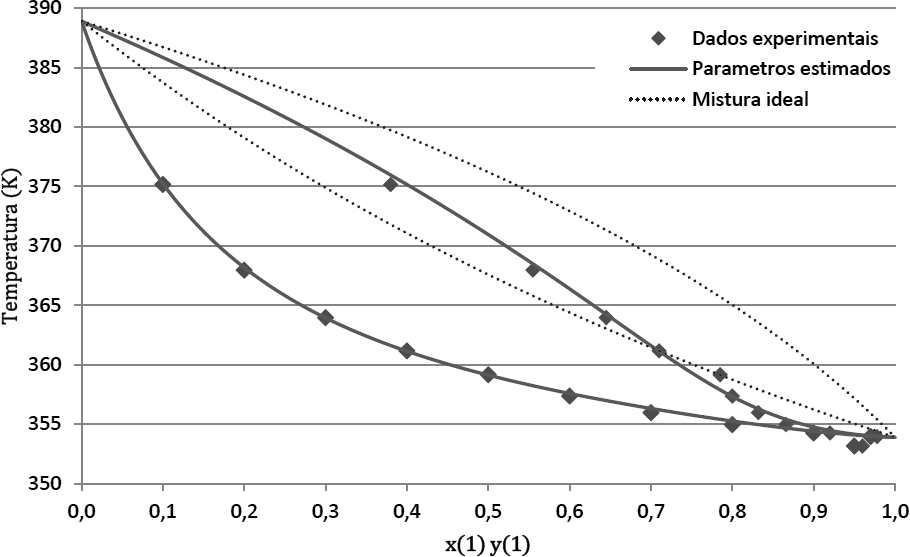 390
385
380
375
370
365
360
355
350
Temperatura (K)
Dados experimentais
Parametros estimados
Mistura ideal
0,0 0,1 0,2 0,3 0,4 0,5 0,6 0,7 0,8 0,9 1,0
x(1) y(1)